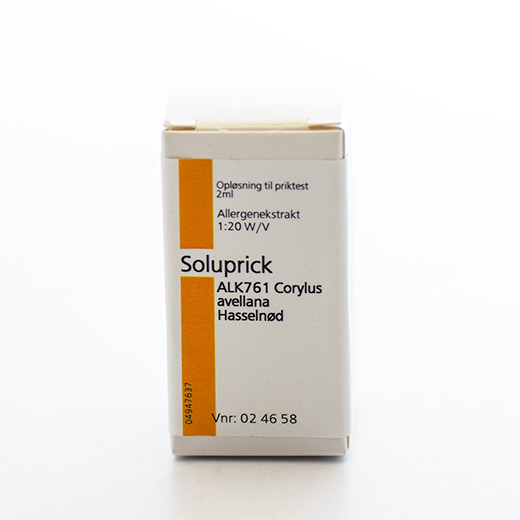 Opløsning til priktest
2ml
Allergenekstrakt
1:20 W/V
Soluprick
ALK761 Corylus
avellana
Hasselnød
04947637
Vnr: 02 46 58